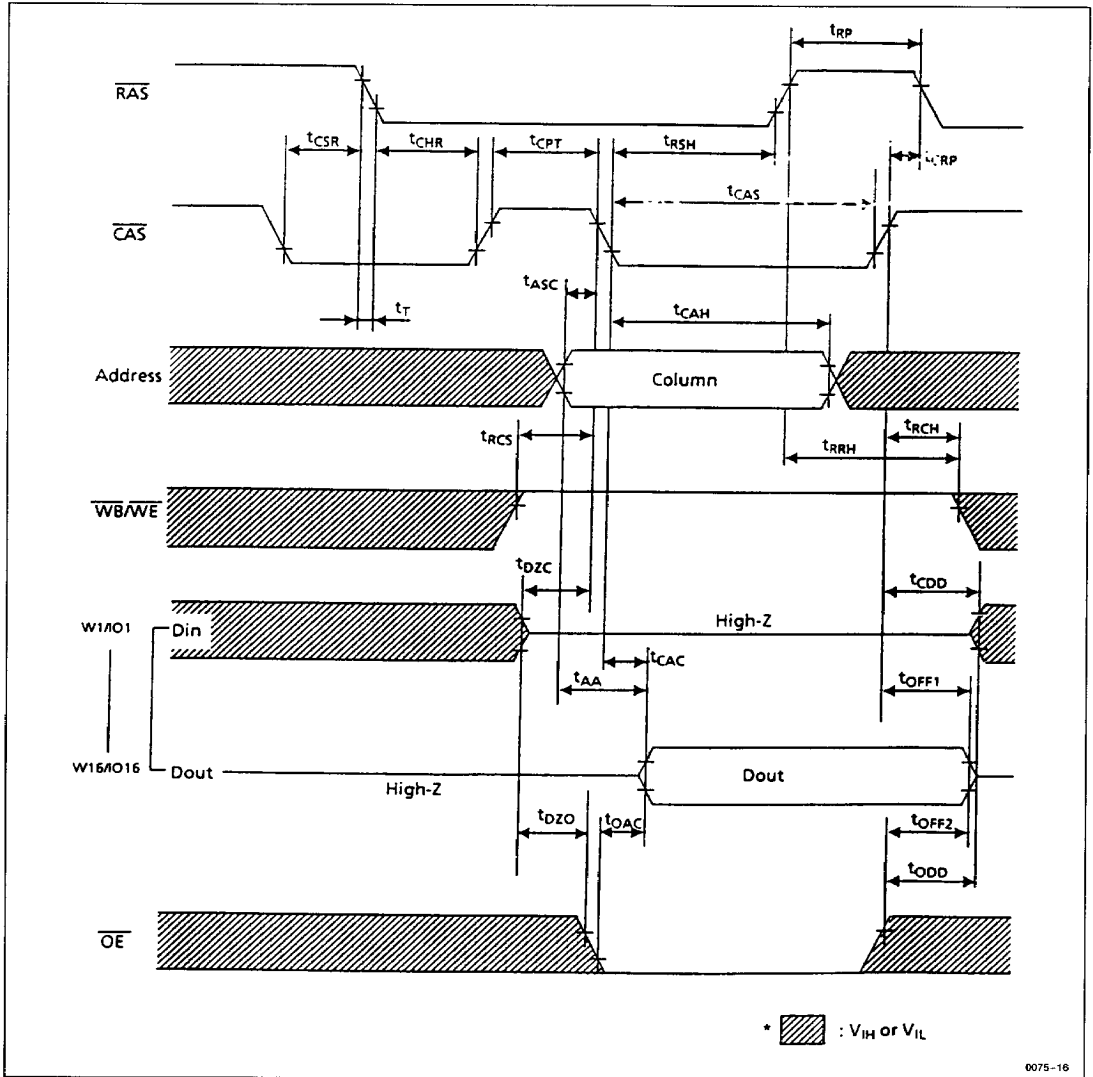 tRP
RAS
tCSR
tCHR
tCPT
tRSH
tCRP
tCAS
CAS
tASC
tT
tCAH
Address
Column
tRCS
tRCH
tRRH
WB/WE
tDZC
tCDD
W1/IO1
Din
High-Z
tCAC
tAA
tOFF1
W16/IO16
Dout
High-Z
Dout
tDZO
tOAC
tOFF2
tODD
OE
* : VIH or VIL
0075-16